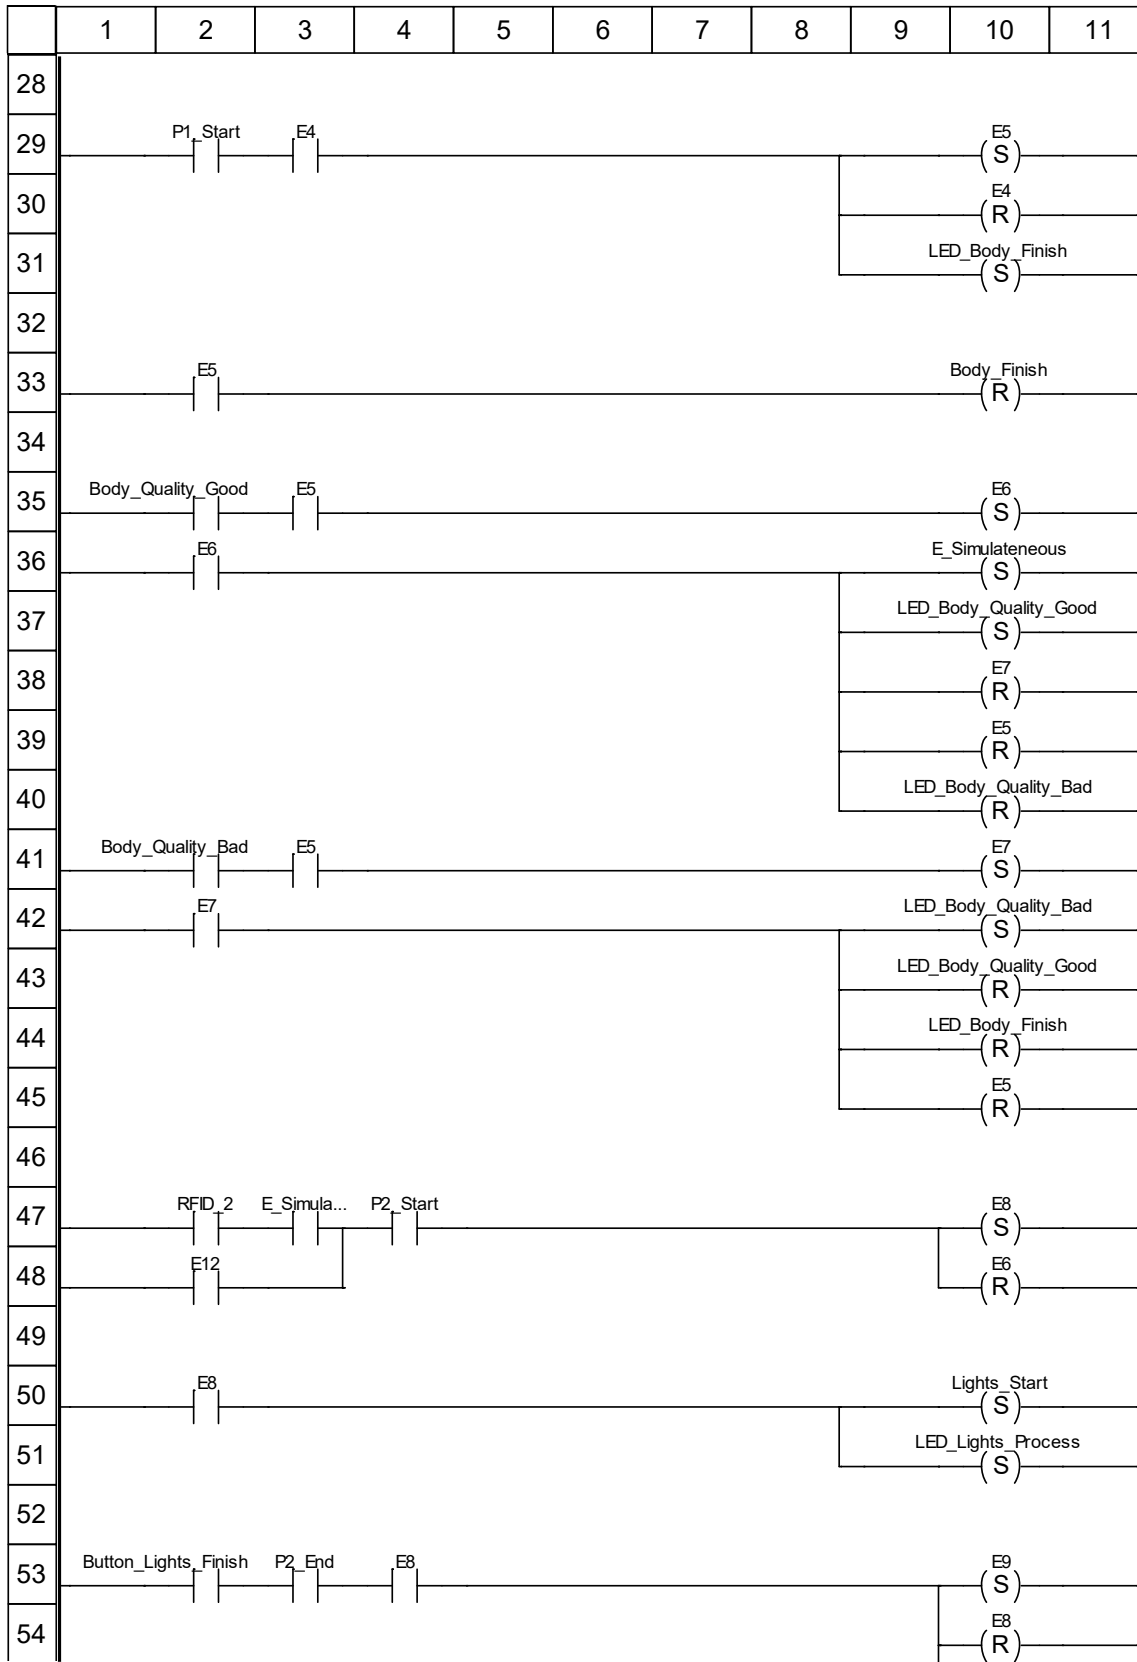 1 2 3 4 5 6 7 8 9 10 11
28
P1_Start E4 E5
29 S
E4
30 R
LED_Body_Finish
31 S
32
E5 Body_Finish
33 R
34
Body_Quality_Good E5 E6
35 S
E6 E_Simulateneous
36 S
LED_Body_Quality_Good
37 S
E7
38 R
E5
39 R
LED_Body_Quality_Bad
40 R
Body_Quality_Bad E5 E7
41 S
E7 LED_Body_Quality_Bad
42 S
LED_Body_Quality_Good
43 R
LED_Body_Finish
44 R
E5
45 R
46
RFID_2 E_Simula... P2_Start E8
47 S
E12 E6
48 R
49
E8 Lights_Start
50 S
LED_Lights_Process
51 S
52
Button_Lights_Finish P2_End E8 E9
53 S
E8
54 R